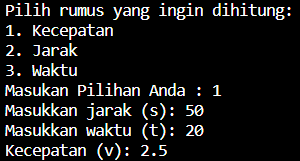 Pilih rumus yang ingin dihitung:
1. Kecepatan
2. Jarak
3. Waktu
Masukan Pilihan Anda : 1
Masukkan jarak (s): 50
Masukkan waktu (t): 20
Kecepatan (v): 2.5